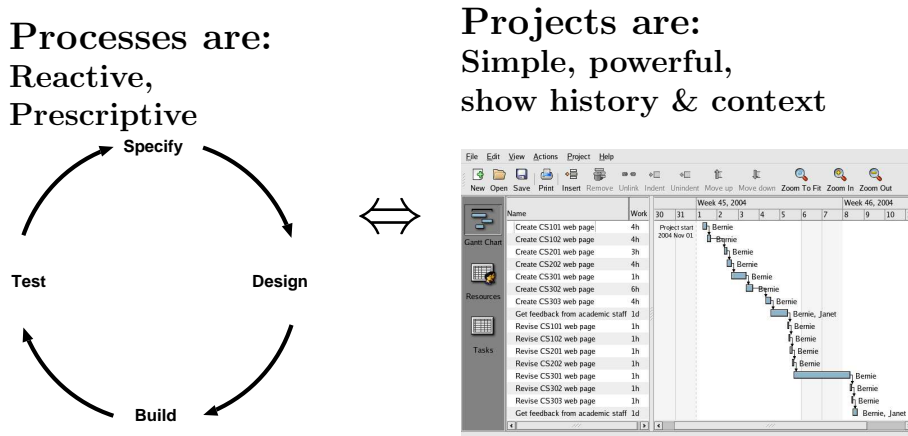 Processes are:
Reactive,
Prescriptive
Specify
Test
Design
Build
⇔
Projects are:
Simple, powerful,
show history & context
File Edit View Actions Project Help
New Open Save Print Insert Remove Unlink Indent Unindent Move up Move down Zoom To Fit Zoom In Zoom Out
Gantt Chart
Resources
Tasks
Name Work
Week 45, 2004 Week 46, 2004
30 31 1 2 3 4 5 6 7 8 9 10
Project start
2004 Nov 01
Create CS101 web page 4h Bernie
Create CS102 web page 4h Bernie
Create CS201 web page 3h Bernie
Create CS202 web page 4h Bernie
Create CS301 web page 1h Bernie
Create CS302 web page 6h Bernie
Create CS303 web page 4h Bernie
Get feedback from academic staff 1d Bernie, Janet
Revise CS101 web page 1h Bernie
Revise CS102 web page 1h Bernie
Revise CS201 web page 1h Bernie
Revise CS202 web page 1h Bernie
Revise CS301 web page 1h Bernie
Revise CS302 web page 1h Bernie
Revise CS303 web page 1h Bernie
Get feedback from academic staff 1d Bernie, Janet